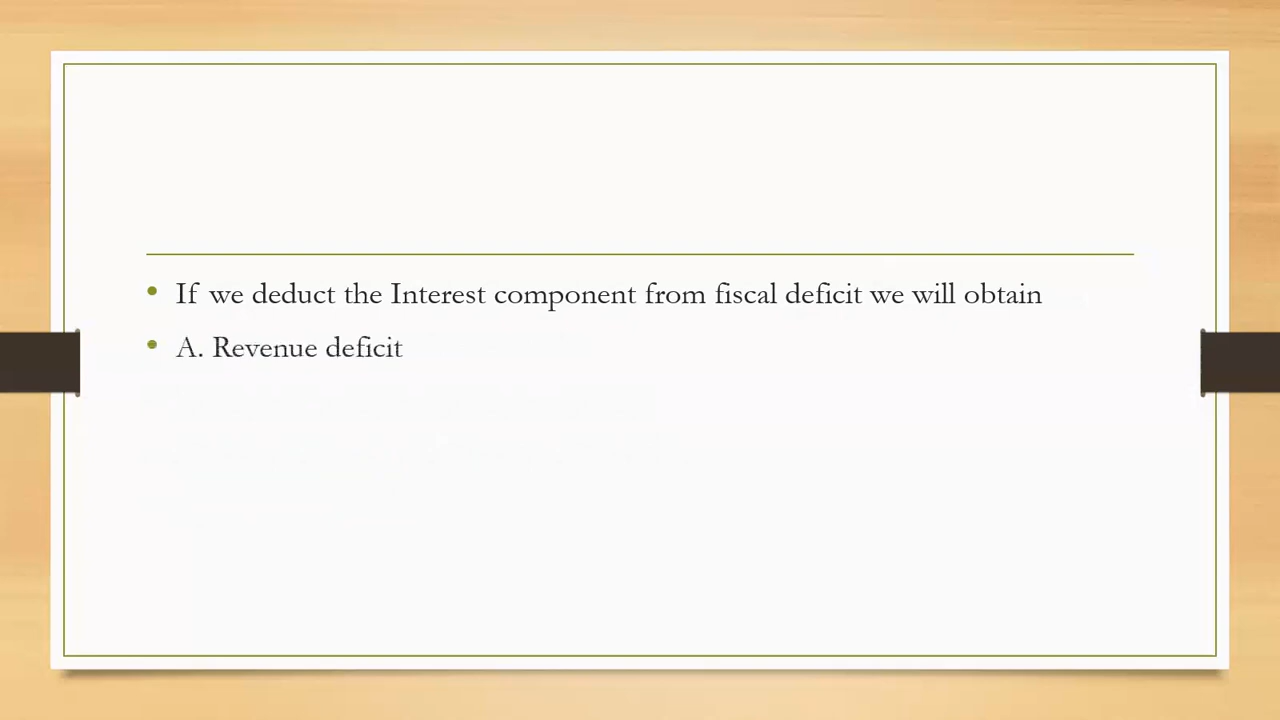 If we deduct the Interest component from fiscal deficit we will obtain
A. Revenue deficit